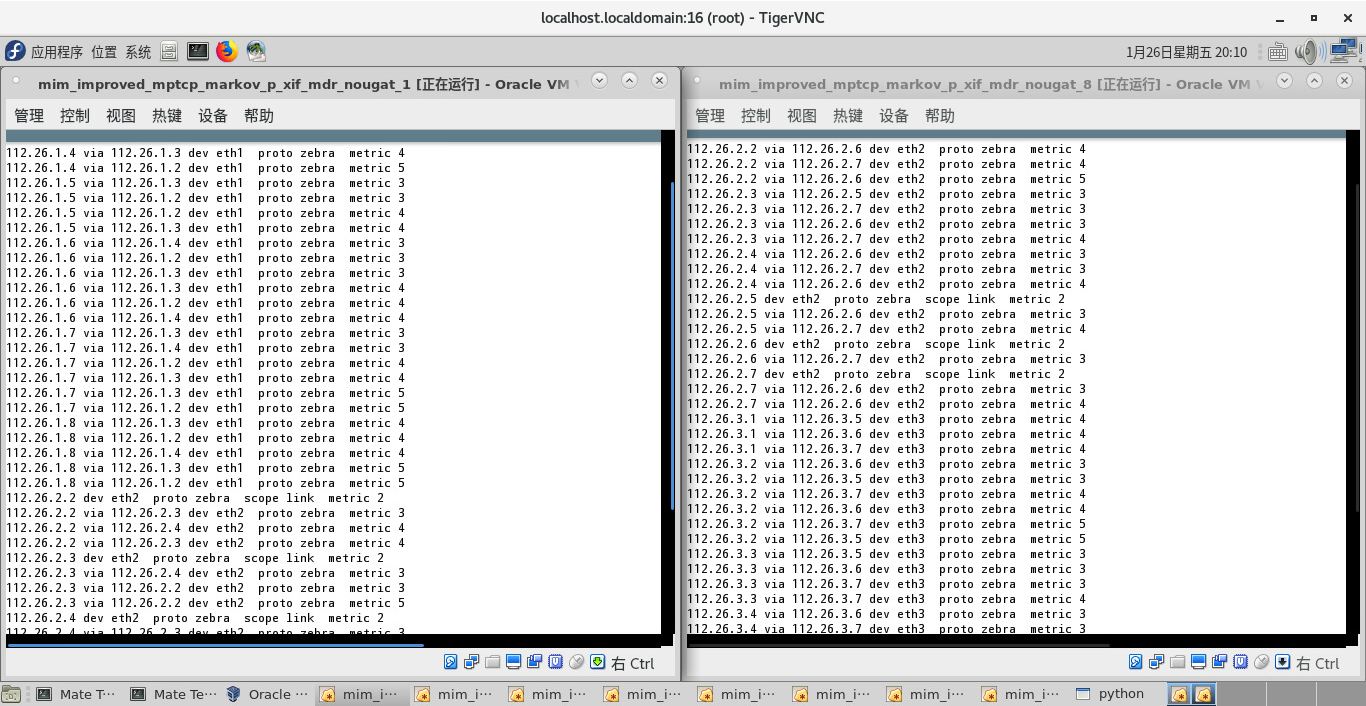 localhost.localdomain:16 (root) - TigerVNC
应用程序 位置 系统
1月26日星期五 20:10
mim_improved_mptcp_markov_p_xif_mdr_nougat_1 [正在运行] - Oracle VM
管理 控制 视图 热键 设备 帮助
112.26.1.4 via 112.26.1.3 dev eth1  proto zebra  metric 4
112.26.1.4 via 112.26.1.2 dev eth1  proto zebra  metric 5
112.26.1.5 via 112.26.1.3 dev eth1  proto zebra  metric 3
112.26.1.5 via 112.26.1.2 dev eth1  proto zebra  metric 3
112.26.1.5 via 112.26.1.2 dev eth1  proto zebra  metric 4
112.26.1.5 via 112.26.1.3 dev eth1  proto zebra  metric 4
112.26.1.6 via 112.26.1.4 dev eth1  proto zebra  metric 3
112.26.1.6 via 112.26.1.2 dev eth1  proto zebra  metric 3
112.26.1.6 via 112.26.1.3 dev eth1  proto zebra  metric 3
112.26.1.6 via 112.26.1.3 dev eth1  proto zebra  metric 4
112.26.1.6 via 112.26.1.2 dev eth1  proto zebra  metric 4
112.26.1.6 via 112.26.1.4 dev eth1  proto zebra  metric 4
112.26.1.7 via 112.26.1.3 dev eth1  proto zebra  metric 3
112.26.1.7 via 112.26.1.4 dev eth1  proto zebra  metric 3
112.26.1.7 via 112.26.1.2 dev eth1  proto zebra  metric 4
112.26.1.7 via 112.26.1.3 dev eth1  proto zebra  metric 4
112.26.1.7 via 112.26.1.3 dev eth1  proto zebra  metric 5
112.26.1.7 via 112.26.1.2 dev eth1  proto zebra  metric 5
112.26.1.8 via 112.26.1.3 dev eth1  proto zebra  metric 4
112.26.1.8 via 112.26.1.2 dev eth1  proto zebra  metric 4
112.26.1.8 via 112.26.1.4 dev eth1  proto zebra  metric 4
112.26.1.8 via 112.26.1.3 dev eth1  proto zebra  metric 5
112.26.1.8 via 112.26.1.2 dev eth1  proto zebra  metric 5
112.26.2.2 dev eth2  proto zebra  scope link  metric 2
112.26.2.2 via 112.26.2.3 dev eth2  proto zebra  metric 3
112.26.2.2 via 112.26.2.4 dev eth2  proto zebra  metric 4
112.26.2.2 via 112.26.2.3 dev eth2  proto zebra  metric 4
112.26.2.3 dev eth2  proto zebra  scope link  metric 2
112.26.2.3 via 112.26.2.4 dev eth2  proto zebra  metric 3
112.26.2.3 via 112.26.2.2 dev eth2  proto zebra  metric 3
112.26.2.3 via 112.26.2.2 dev eth2  proto zebra  metric 5
112.26.2.4 dev eth2  proto zebra  scope link  metric 2
112.26.2.4 via 112.26.2.3 dev eth2  proto zebra  metric 3
右 Ctrl
mim_improved_mptcp_markov_p_xif_mdr_nougat_8 [正在运行] - Oracle VM
管理 控制 视图 热键 设备 帮助
112.26.2.2 via 112.26.2.6 dev eth2  proto zebra  metric 4
112.26.2.2 via 112.26.2.7 dev eth2  proto zebra  metric 4
112.26.2.2 via 112.26.2.6 dev eth2  proto zebra  metric 5
112.26.2.3 via 112.26.2.5 dev eth2  proto zebra  metric 3
112.26.2.3 via 112.26.2.7 dev eth2  proto zebra  metric 3
112.26.2.3 via 112.26.2.6 dev eth2  proto zebra  metric 3
112.26.2.3 via 112.26.2.7 dev eth2  proto zebra  metric 4
112.26.2.4 via 112.26.2.6 dev eth2  proto zebra  metric 3
112.26.2.4 via 112.26.2.7 dev eth2  proto zebra  metric 3
112.26.2.4 via 112.26.2.6 dev eth2  proto zebra  metric 4
112.26.2.5 dev eth2  proto zebra  scope link  metric 2
112.26.2.5 via 112.26.2.6 dev eth2  proto zebra  metric 3
112.26.2.5 via 112.26.2.7 dev eth2  proto zebra  metric 4
112.26.2.6 dev eth2  proto zebra  scope link  metric 2
112.26.2.6 via 112.26.2.7 dev eth2  proto zebra  metric 3
112.26.2.7 dev eth2  proto zebra  scope link  metric 2
112.26.2.7 via 112.26.2.6 dev eth2  proto zebra  metric 3
112.26.2.7 via 112.26.2.6 dev eth2  proto zebra  metric 4
112.26.3.1 via 112.26.3.5 dev eth3  proto zebra  metric 4
112.26.3.1 via 112.26.3.6 dev eth3  proto zebra  metric 4
112.26.3.1 via 112.26.3.7 dev eth3  proto zebra  metric 4
112.26.3.2 via 112.26.3.6 dev eth3  proto zebra  metric 3
112.26.3.2 via 112.26.3.5 dev eth3  proto zebra  metric 3
112.26.3.2 via 112.26.3.7 dev eth3  proto zebra  metric 4
112.26.3.2 via 112.26.3.6 dev eth3  proto zebra  metric 4
112.26.3.2 via 112.26.3.7 dev eth3  proto zebra  metric 5
112.26.3.2 via 112.26.3.5 dev eth3  proto zebra  metric 5
112.26.3.3 via 112.26.3.5 dev eth3  proto zebra  metric 3
112.26.3.3 via 112.26.3.6 dev eth3  proto zebra  metric 3
112.26.3.3 via 112.26.3.7 dev eth3  proto zebra  metric 3
112.26.3.3 via 112.26.3.7 dev eth3  proto zebra  metric 4
112.26.3.4 via 112.26.3.6 dev eth3  proto zebra  metric 3
112.26.3.4 via 112.26.3.7 dev eth3  proto zebra  metric 3
右 Ctrl
Mate T··· Mate Te··· Oracle ··· mim_i··· mim_i··· mim_i··· mim_i··· mim_i··· mim_i··· mim_i··· mim_i··· python